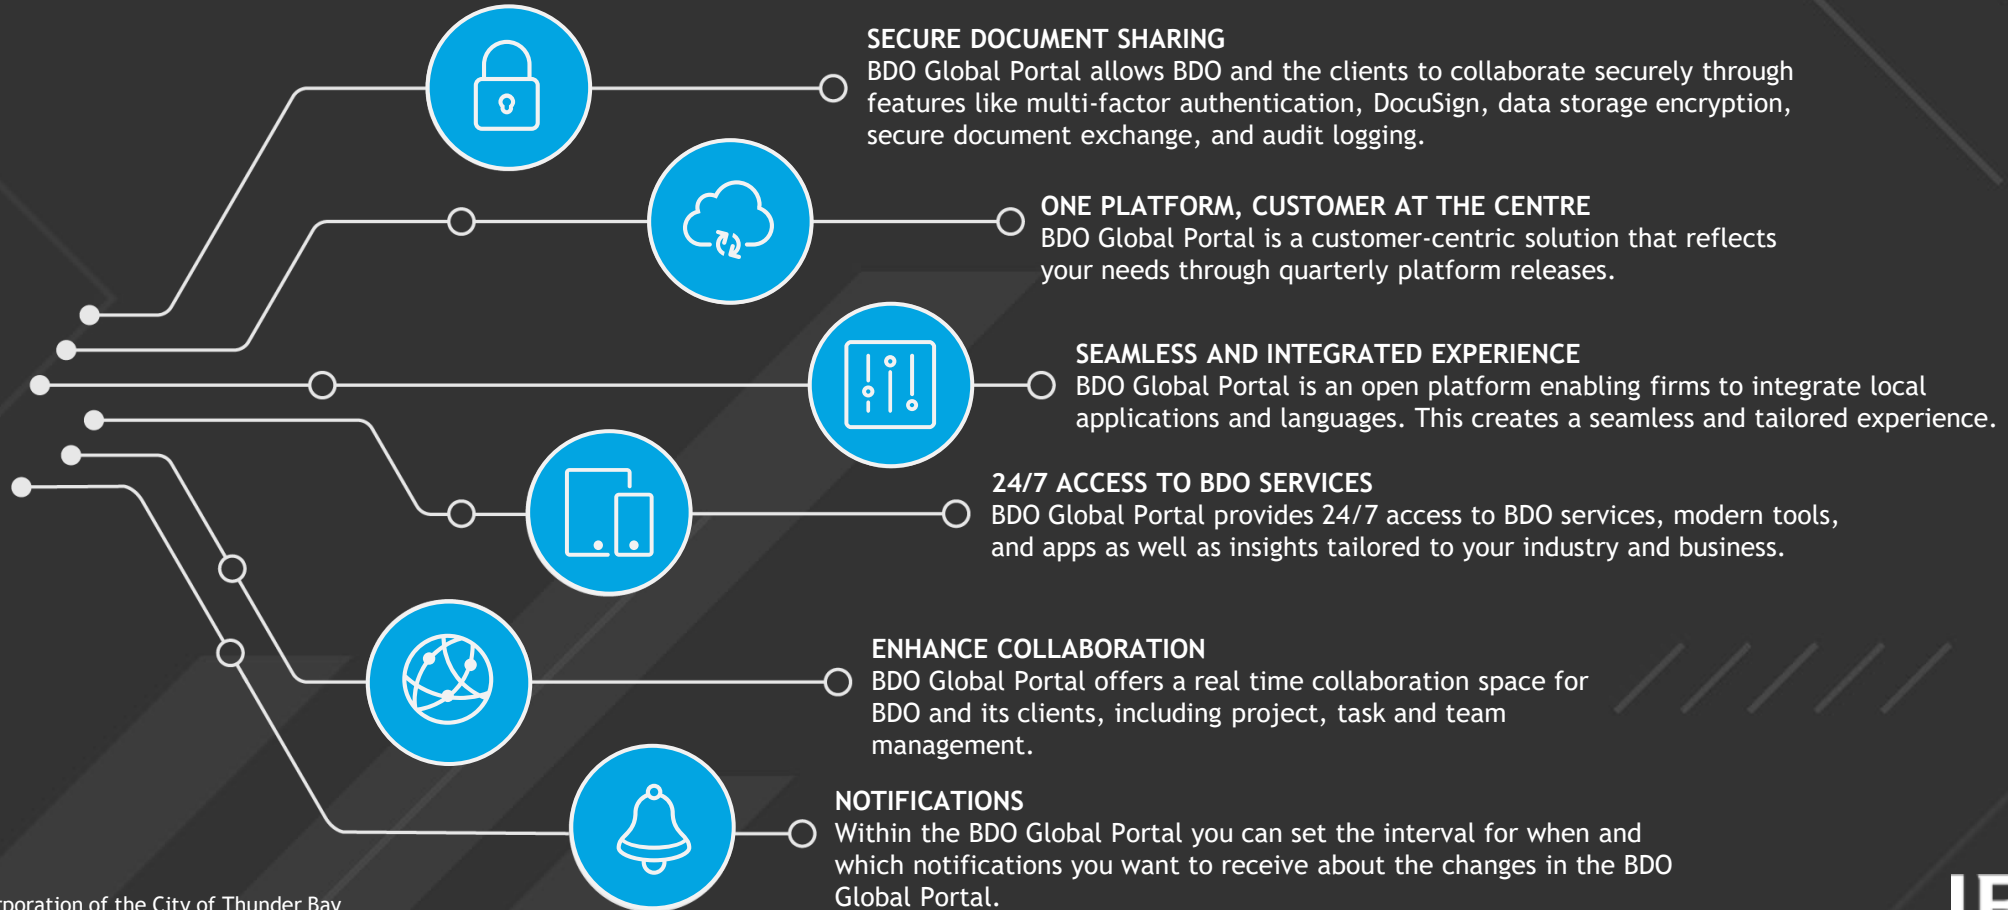 SECURE DOCUMENT SHARING
BDO Global Portal allows BDO and the clients to collaborate securely through
features like multi-factor authentication, DocuSign, data storage encryption,
secure document exchange, and audit logging.
ONE PLATFORM, CUSTOMER AT THE CENTRE
BDO Global Portal is a customer-centric solution that reflects
your needs through quarterly platform releases.
SEAMLESS AND INTEGRATED EXPERIENCE
BDO Global Portal is an open platform enabling firms to integrate local
applications and languages. This creates a seamless and tailored experience.
24/7 ACCESS TO BDO SERVICES
BDO Global Portal provides 24/7 access to BDO services, modern tools,
and apps as well as insights tailored to your industry and business.
ENHANCE COLLABORATION
BDO Global Portal offers a real time collaboration space for
BDO and its clients, including project, task and team
management.
NOTIFICATIONS
Within the BDO Global Portal you can set the interval for when and
which notifications you want to receive about the changes in the BDO
Global Portal.
of the City of Thunder Bay